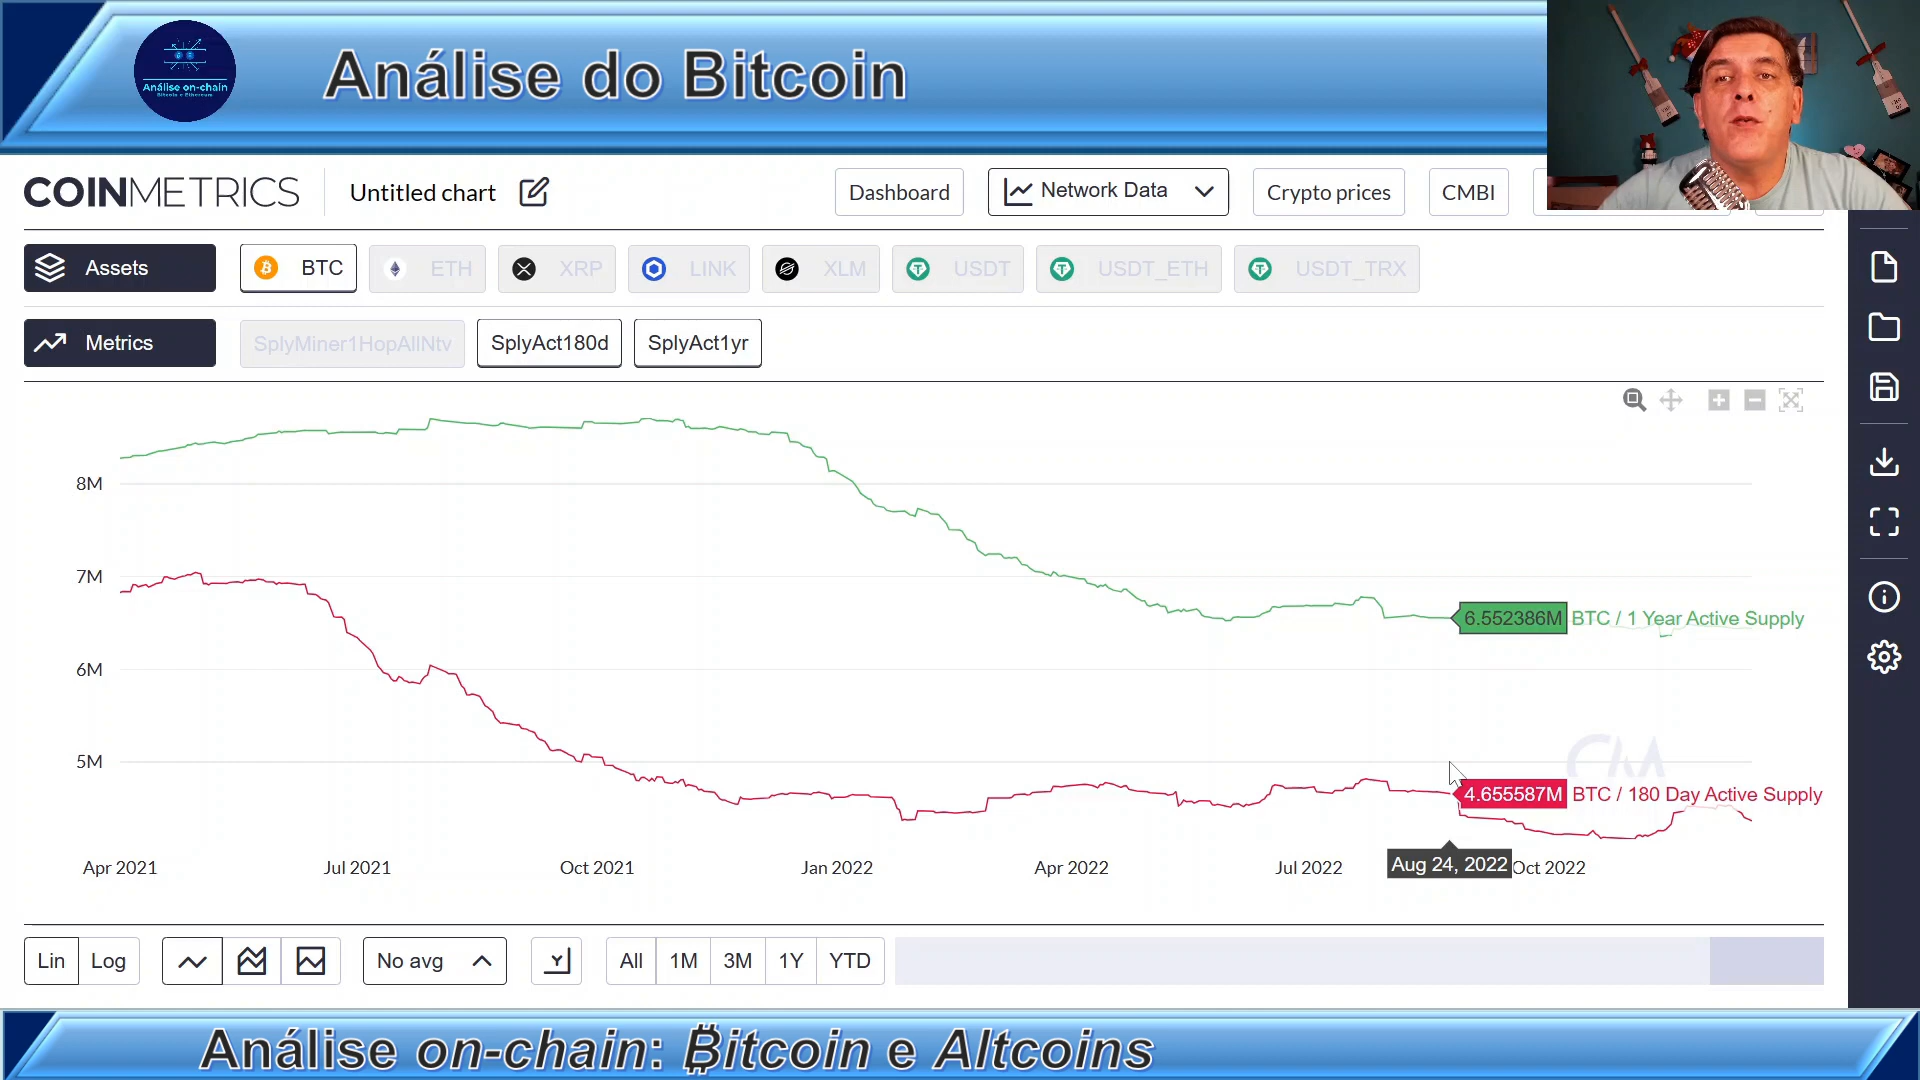 Análise on-chain
Bitcoin e Ethereum
Análise do Bitcoin
COINMETRICS
Untitled chart
Dashboard
Network Data
Crypto prices
CMBI
Assets
BTC
ETH
XRP
LINK
XLM
USDT
USDT_ETH
USDT_TRX
Metrics
SplyMiner1HopAllNtv
SplyAct180d
SplyAct1yr
8M
7M
6M
5M
6.552386M BTC / 1 Year Active Supply
CM
4.655587M BTC / 180 Day Active Supply
Apr 2021
Jul 2021
Oct 2021
Jan 2022
Apr 2022
Jul 2022
Aug 24, 2022
Oct 2022
Lin
Log
No avg
Y
All
1M
3M
1Y
YTD
Análise on-chain: ₿itcoin e Altcoins